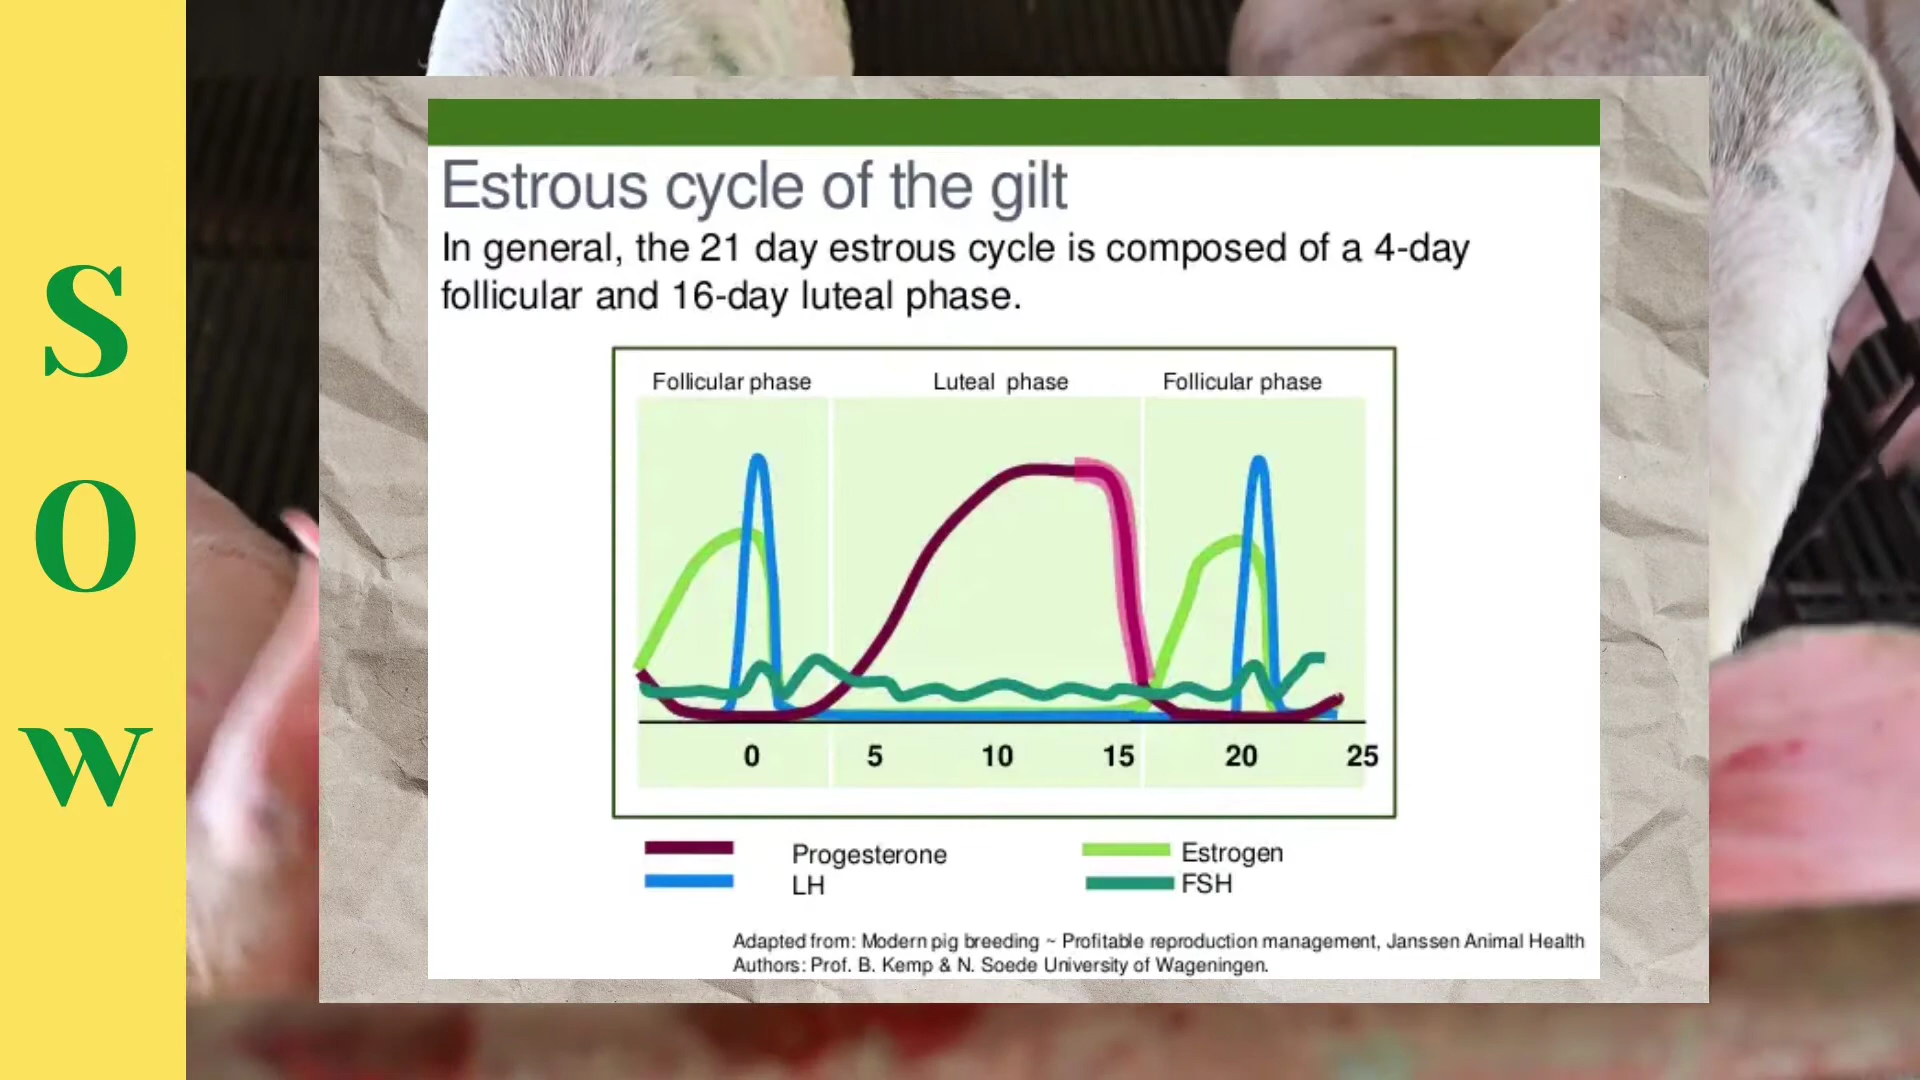 S
O
W
Estrous cycle of the gilt
In general, the 21 day estrous cycle is composed of a 4-day
follicular and 16-day luteal phase.
Follicular phase
Luteal phase
Follicular phase
0 5 10 15 20 25
Progesterone
Estrogen
LH
FSH
Adapted from: Modern pig breeding ~ Profitable reproduction management, Janssen Animal Health
Authors: Prof. B. Kemp & N. Soede University of Wageningen.